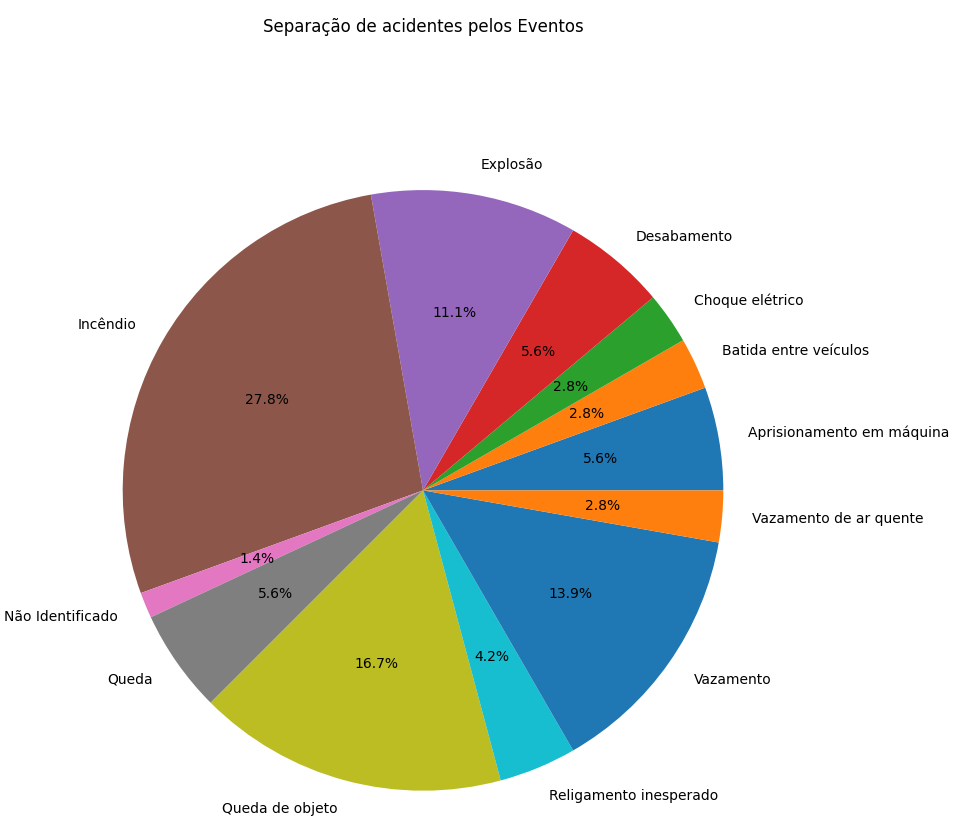 Separação de acidentes pelos Eventos
Explosão
Desabamento
Choque elétrico
Incêndio
Batida entre veículos
Aprisionamento em máquina
Vazamento de ar quente
Não Identificado
Queda
Vazamento
Religamento inesperado
Queda de objeto
11.1%
5.6%
2.8%
27.8%
2.8%
5.6%
2.8%
1.4%
5.6%
13.9%
4.2%
16.7%